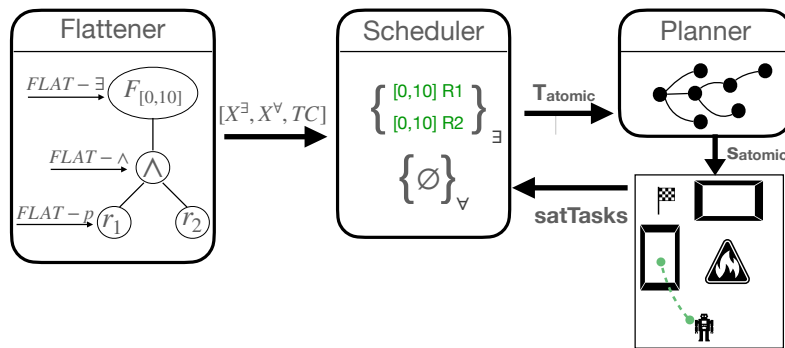 Flattener
FLAT − ∃
F[0,10]
FLAT − ∧
∧
FLAT − p
r1
r2
[X^∃, X^∀, TC]
Scheduler
{ [0,10] R1
[0,10] R2 }∃
{∅}∀
Tatomic
Planner
satomic
satTasks